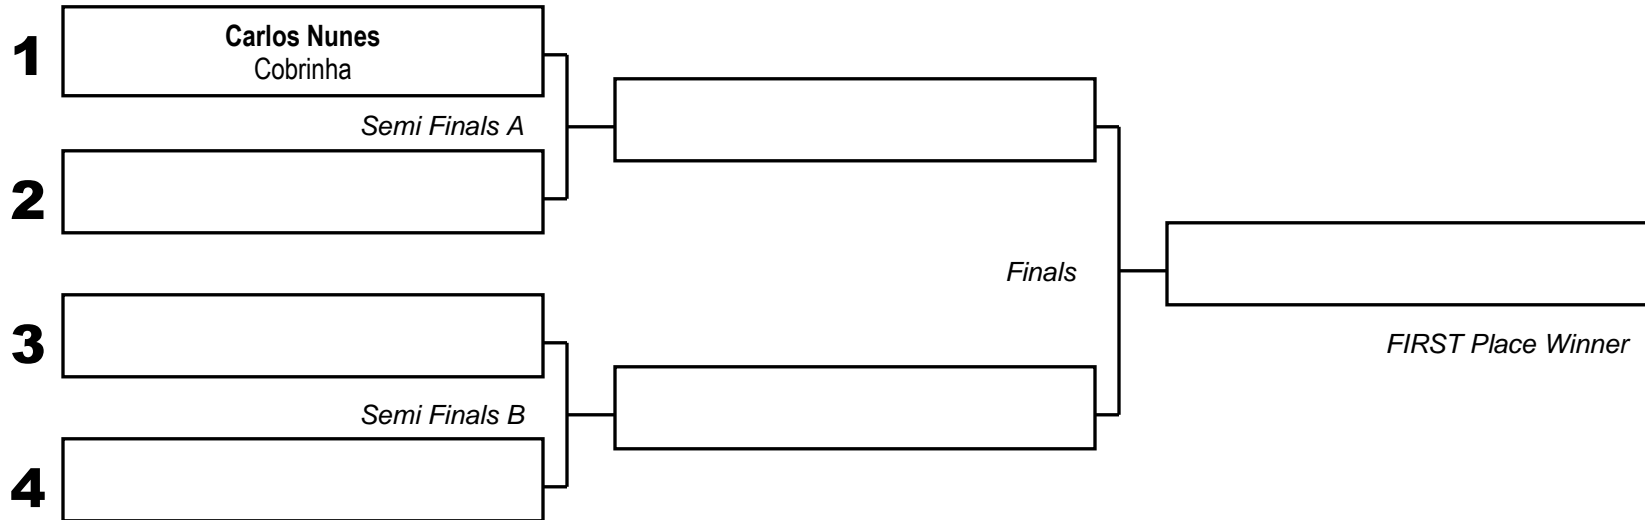 1
Carlos Nunes
Cobrinha
Semi Finals A
2
Finals
3
FIRST Place Winner
Semi Finals B
4